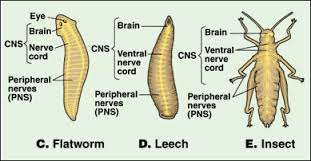 Eye
Brain
CNS
Nerve
cord
Peripheral
nerves
(PNS)
C. Flatworm
Brain
CNS
Ventral
nerve
cord
Peripheral
nerves (PNS)
D. Leech
Brain
CNS
Ventral
nerve
cord
Peripheral
nerves
(PNS)
E. Insect